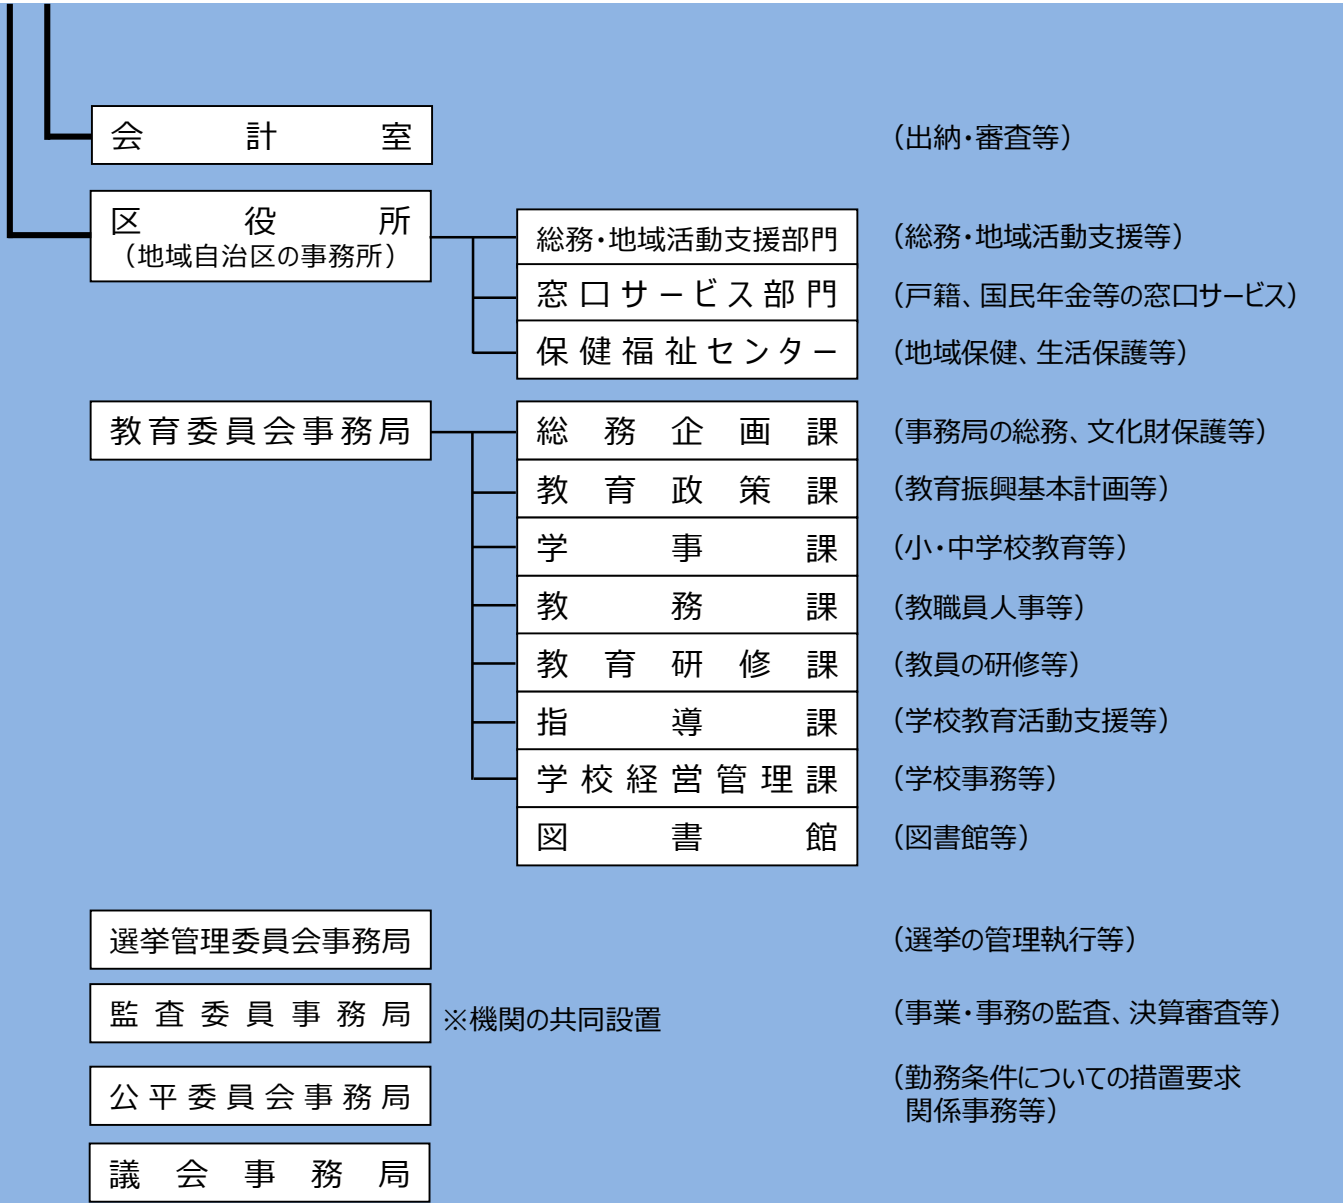 会計室 （出納・審査等）
区役所
（地域自治区の事務所）
総務・地域活動支援部門 （総務・地域活動支援等）
窓口サービス部門 （戸籍、国民年金等の窓口サービス）
保健福祉センター （地域保健、生活保護等）
教育委員会事務局 総務企画課 （事務局の総務、文化財保護等）
教育政策課 （教育振興基本計画等）
学事課 （小・中学校教育等）
教務課 （教職員人事等）
教育研修課 （教員の研修等）
指導課 （学校教育活動支援等）
学校経営管理課 （学校事務等）
図書館 （図書館等）
選挙管理委員会事務局 （選挙の管理執行等）
監査委員事務局 ※機関の共同設置 （事業・事務の監査、決算審査等）
公平委員会事務局 （勤務条件についての措置要求
関係事務等）
議会事務局